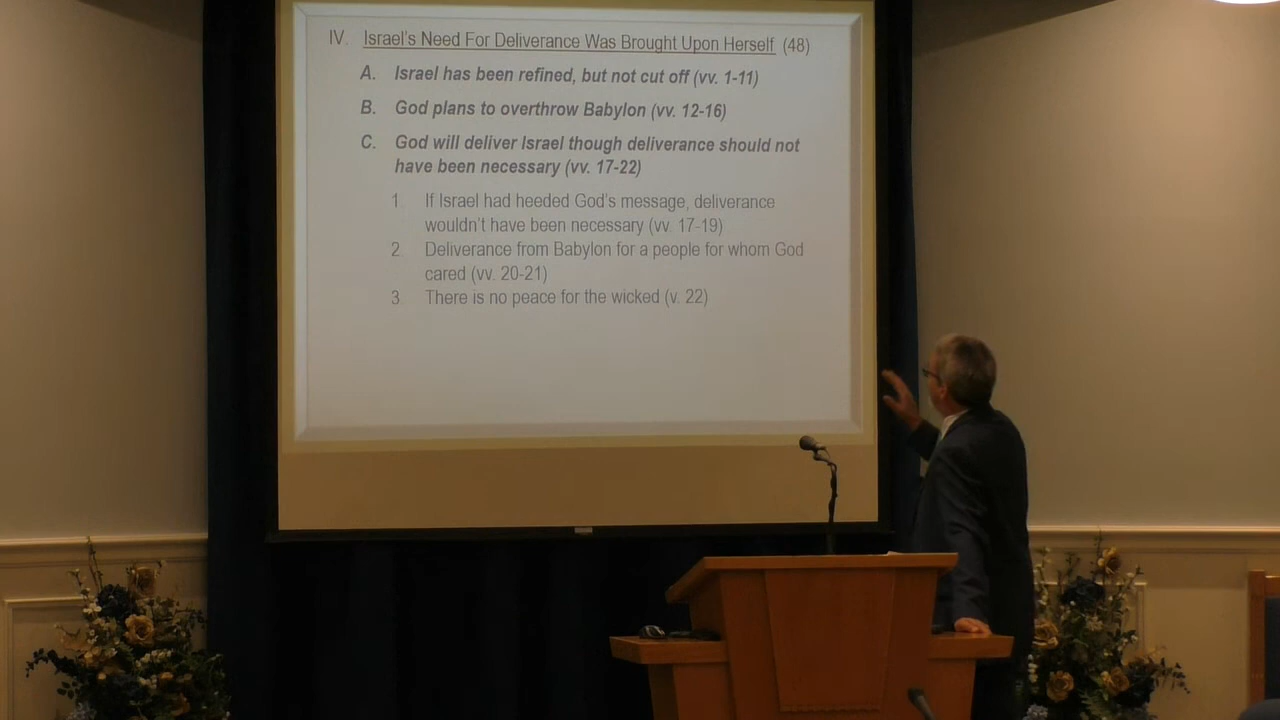 IV. Israel's Need For Deliverance Was Brought Upon Herself (48)
A. Israel has been refined, but not cut off (vv. 1-11)
B. God plans to overthrow Babylon (vv. 12-16)
C. God will deliver Israel though deliverance should not
have been necessary (vv. 17-22)
1. If Israel had heeded God's message, deliverance
wouldn't have been necessary (vv. 17-19)
2. Deliverance from Babylon for a people for whom God
cared (vv. 20-21)
3. There is no peace for the wicked (v. 22)